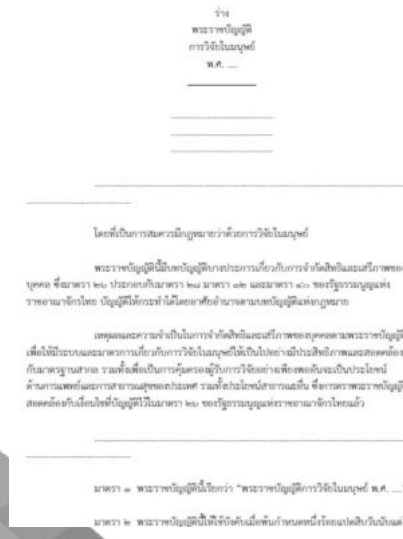 ร่าง
พระราชบัญญัติ
การวิจัยในมนุษย์
พ.ศ. ....
โดยที่เป็นการสมควรมีกฎหมายว่าด้วยการวิจัยในมนุษย์
พระราชบัญญัตินี้มีบทบัญญัติบางประการเกี่ยวกับการจำกัดสิทธิและเสรีภาพของ
บุคคล ซึ่งมาตรา ๒๖ ประกอบกับมาตรา ๒๘ มาตรา ๓๒ และมาตรา ๔๐ ของรัฐธรรมนูญแห่ง
ราชอาณาจักรไทย บัญญัติให้กระทำได้โดยอาศัยอำนาจตามบทบัญญัติแห่งกฎหมาย
เหตุผลและความจำเป็นในการจำกัดสิทธิและเสรีภาพของบุคคลตามพระราชบัญญัติ
เพื่อให้มีระบบและมาตรการเกี่ยวกับการวิจัยในมนุษย์ให้เป็นไปอย่างมีประสิทธิภาพและสอดคล้อง
กับมาตรฐานสากล รวมทั้งเพื่อเป็นการคุ้มครองผู้รับการวิจัยอย่างเพียงพออันจะเป็นประโยชน์
ด้านการแพทย์และการสาธารณสุขของประเทศ รวมทั้งประโยชน์สาธารณะอื่น ซึ่งการตราพระราชบัญญัติ
สอดคล้องกับเงื่อนไขที่บัญญัติไว้ในมาตรา ๒๖ ของรัฐธรรมนูญแห่งราชอาณาจักรไทยแล้ว
มาตรา ๑ พระราชบัญญัตินี้เรียกว่า “พระราชบัญญัติการวิจัยในมนุษย์ พ.ศ. ....
มาตรา ๒ พระราชบัญญัตินี้ให้ใช้บังคับเมื่อพ้นกำหนดหนึ่งร้อยแปดสิบวันนับแต่